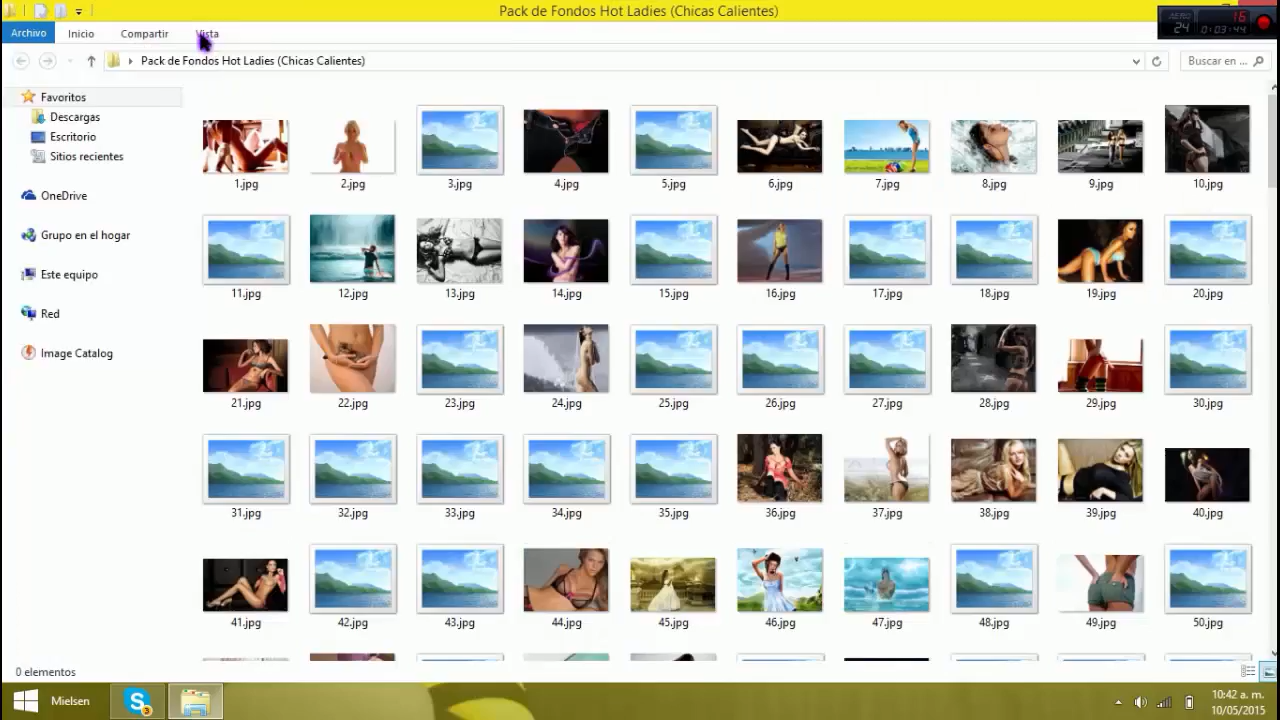 Pack de Fondos Hot Ladies (Chicas Calientes)
Archivo Inicio Compartir Vista
16
24 0:03:44
Pack de Fondos Hot Ladies (Chicas Calientes)
Buscar en ...
Favoritos
Descargas
Escritorio
Sitios recientes
OneDrive
Grupo en el hogar
Este equipo
Red
Image Catalog
1.jpg 2.jpg 3.jpg 4.jpg 5.jpg 6.jpg 7.jpg 8.jpg 9.jpg 10.jpg
11.jpg 12.jpg 13.jpg 14.jpg 15.jpg 16.jpg 17.jpg 18.jpg 19.jpg 20.jpg
21.jpg 22.jpg 23.jpg 24.jpg 25.jpg 26.jpg 27.jpg 28.jpg 29.jpg 30.jpg
31.jpg 32.jpg 33.jpg 34.jpg 35.jpg 36.jpg 37.jpg 38.jpg 39.jpg 40.jpg
41.jpg 42.jpg 43.jpg 44.jpg 45.jpg 46.jpg 47.jpg 48.jpg 49.jpg 50.jpg
0 elementos
Mielsen
3
10:42 a. m.
10/05/2015